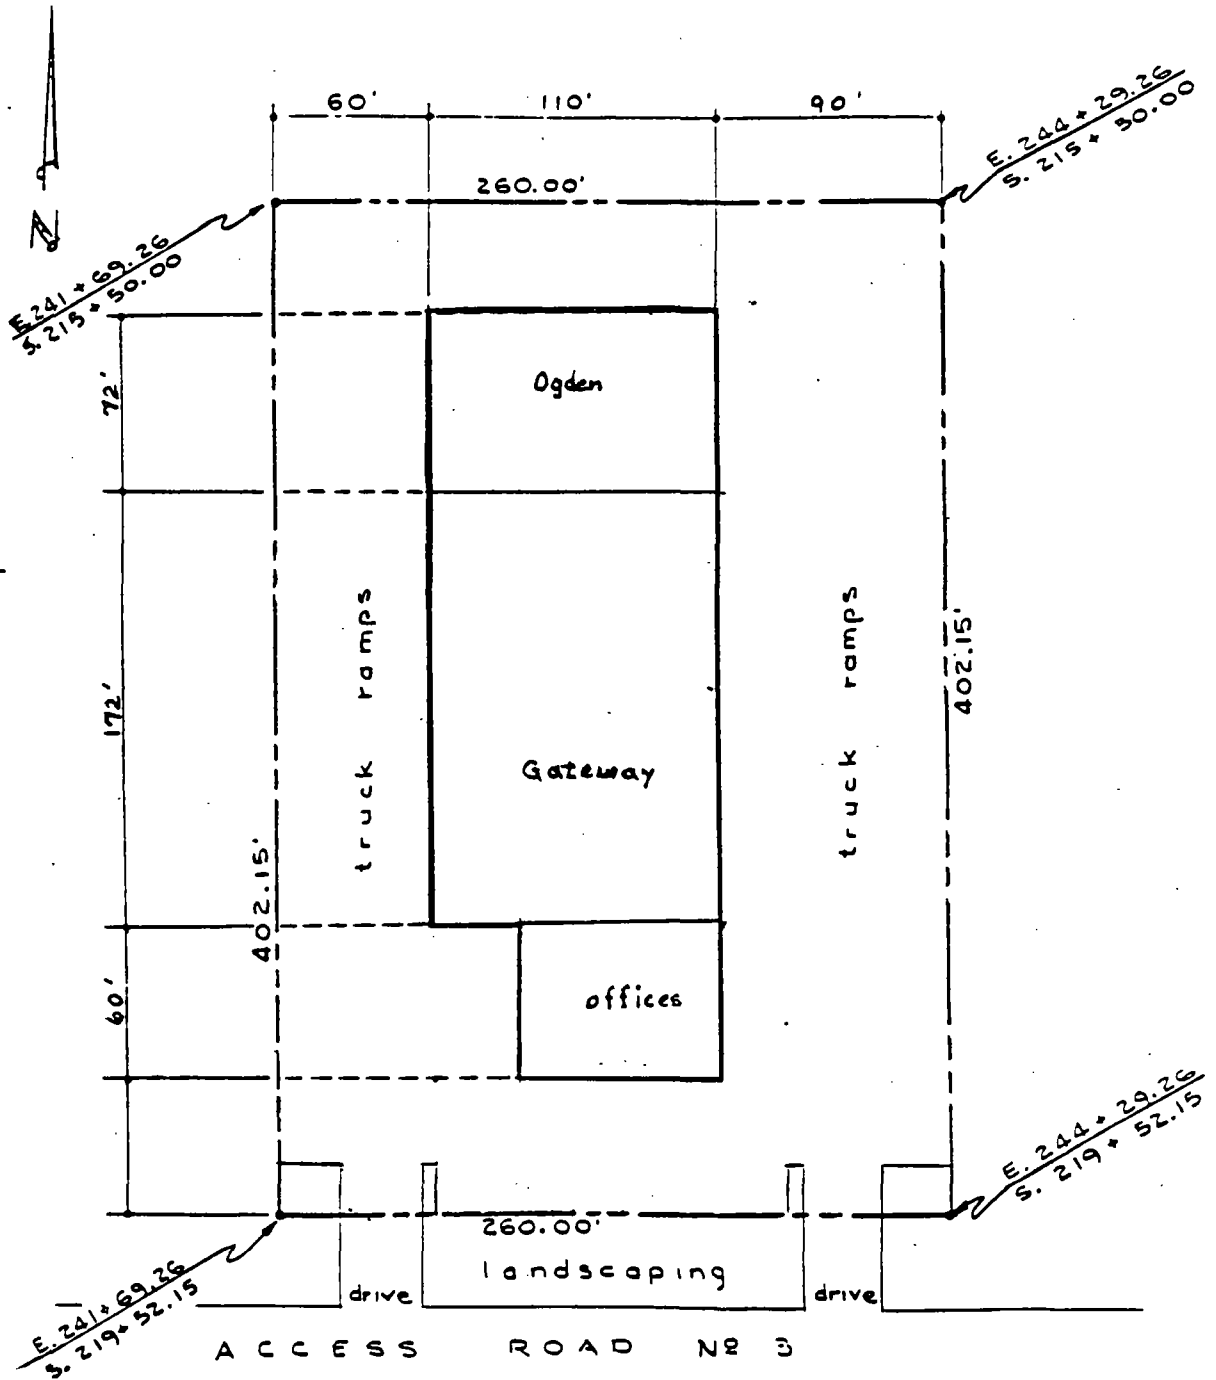 60' 110' 90'
E. 244 + 29.26
S. 215 + 50.00
260.00'
N
E. 241 + 69.26
S. 215 + 50.00
72'
Ogden
truck ramps
truck ramps
402.15'
172'
Gateway
402.15'
60'
offices
E. 244 + 29.26
S. 219 + 52.15
260.00'
landscaping
drive
drive
E. 241 + 69.26
S. 219 + 52.15
ACCESS ROAD Nº 3